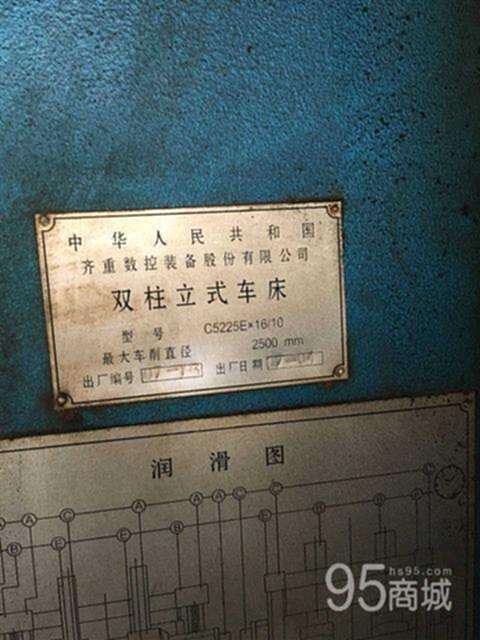 中华人民共和国
齐重数控装备股份有限公司
双柱立式车床
型号 C5225E×16/10
最大车削直径 2500 mm
出厂编号 出厂日期
润滑图
A C A A A C C
B E E B E B B
95商城
hs95.com